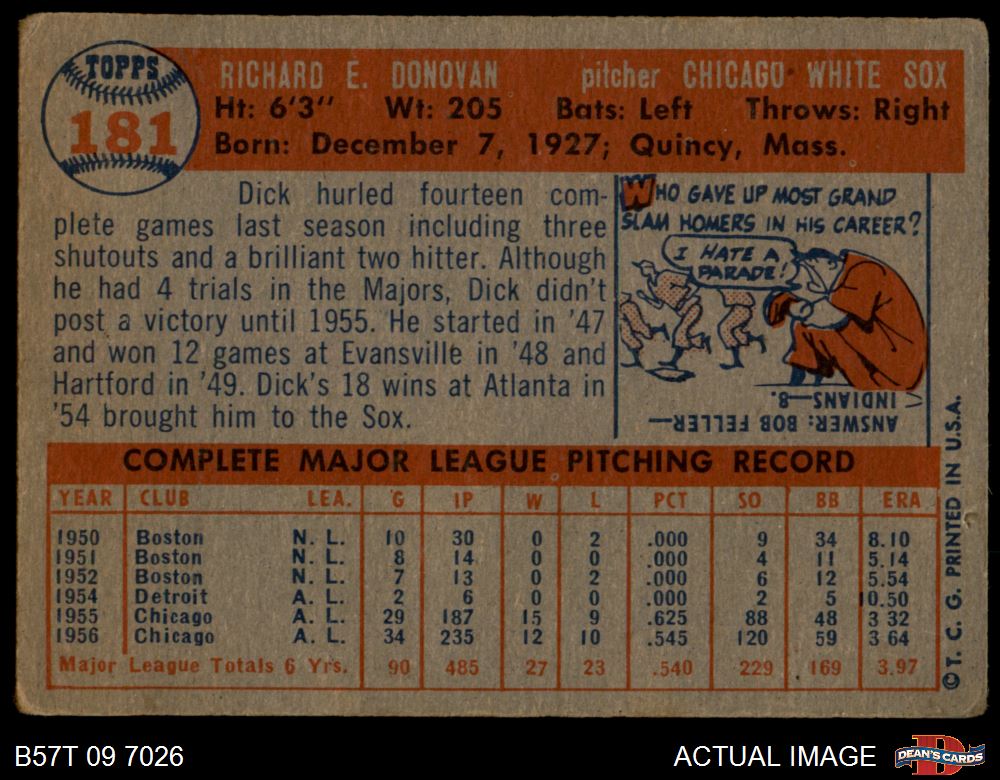 TOPPS
181
RICHARD E. DONOVAN pitcher CHICAGO WHITE SOX
Ht: 6'3" Wt: 205 Bats: Left Throws: Right
Born: December 7, 1927; Quincy, Mass.
Dick hurled fourteen com-
plete games last season including three
shutouts and a brilliant two hitter. Although
he had 4 trials in the Majors, Dick didn't
post a victory until 1955. He started in '47
and won 12 games at Evansville in '48 and
Hartford in '49. Dick's 18 wins at Atlanta in
'54 brought him to the Sox.
WHO GAVE UP MOST GRAND
SLAM HOMERS IN HIS CAREER?
I HATE A
PARADE!
ANSWER: BOB FELLER—
INDIANS—8.
COMPLETE MAJOR LEAGUE PITCHING RECORD
YEAR CLUB LEA. G IP W L PCT SO BB ERA
1950 Boston N. L. 10 30 0 2 .000 9 34 8.10
1951 Boston N. L. 8 14 0 0 .000 4 11 5.14
1952 Boston N. L. 7 13 0 2 .000 6 12 5.54
1954 Detroit A. L. 2 6 0 0 .000 2 5 10.50
1955 Chicago A. L. 29 187 15 9 .625 88 48 3 32
1956 Chicago A. L. 34 235 12 10 .545 120 59 3 64
Major League Totals 6 Yrs. 90 485 27 23 .540 229 169 3.97
© T. C. G. PRINTED IN U.S.A.
B57T 09 7026
ACTUAL IMAGE
DEAN'S CARDS